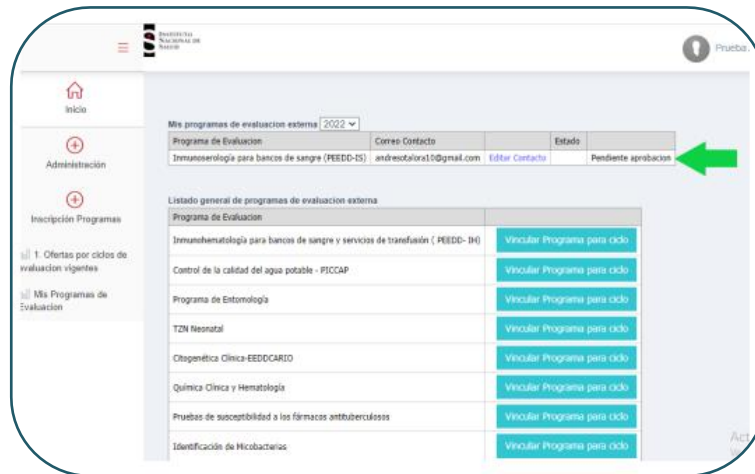 INSTITUTO
NACIONAL DE
SALUD
Prueba
Inicio
Administración
Inscripción Programas
1. Ofertas por ciclos de
evaluacion vigentes
Mis Programas de
Evaluacion
Mis programas de evaluacion externa 2022
Programa de Evaluacion Correo Contacto Estado
Inmunoserología para bancos de sangre (PEEDD-IS) andresotalora10@gmail.com Editar Contacto Pendiente aprobacion
Listado general de programas de evaluacion externa
Programa de Evaluacion
Inmunohematología para bancos de sangre y servicios de transfusión ( PEEDD- IH) Vincular Programa para ciclo
Control de la calidad del agua potable - PICCAP Vincular Programa para ciclo
Programa de Entomología Vincular Programa para ciclo
TZN Neonatal Vincular Programa para ciclo
Citogenética Clínica-EEDDCARIO Vincular Programa para ciclo
Química Clínica y Hematología Vincular Programa para ciclo
Pruebas de susceptibilidad a los fármacos antituberculosos Vincular Programa para ciclo
Identificación de Micobacterias Vincular Programa para ciclo
Act